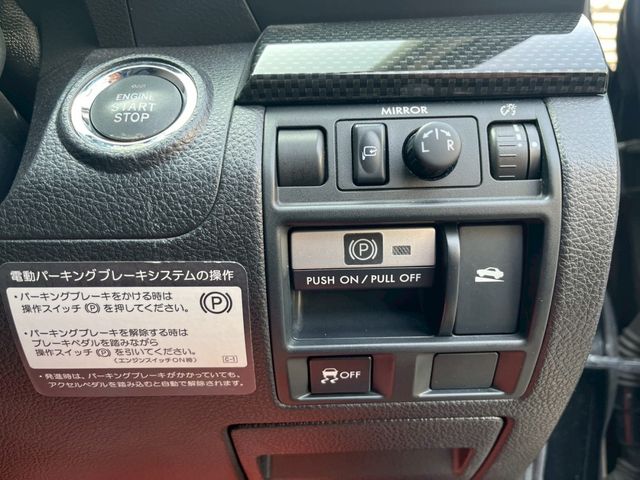 ENGINE
START
STOP
MIRROR
L R
(P)
PUSH ON / PULL OFF
OFF
電動パーキングブレーキシステムの操作
・パーキングブレーキをかける時は
操作スイッチ(P)を押してください。
(P)
・パーキングブレーキを解除する時は
ブレーキペダルを踏みながら
操作スイッチ(P)を引いてください。
(エンジンスイッチON時) C-1
・発進時は、パーキングブレーキがかかっていても、
アクセルペダルを踏み込むと自動で解除されます。